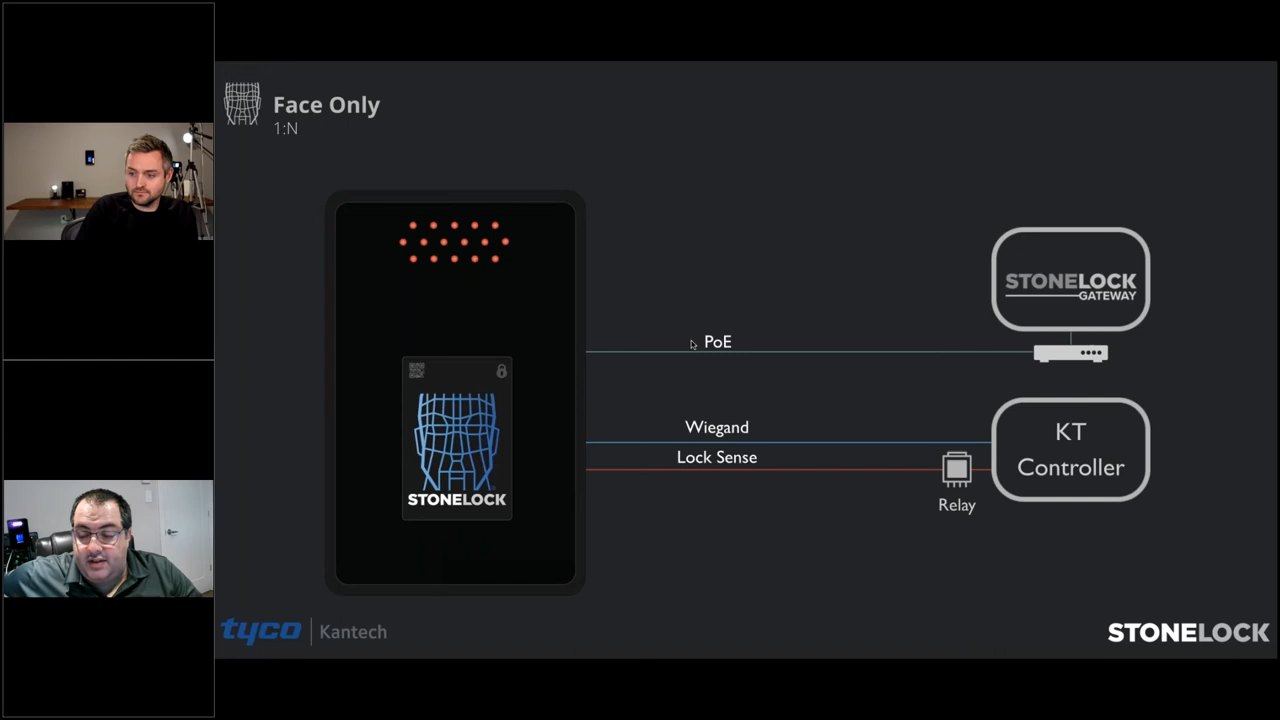 Face Only
1:N
STONELOCK
PoE
STONELOCK
GATEWAY
Wiegand
Lock Sense
Relay
KT
Controller
tyco
Kantech
STONELOCK